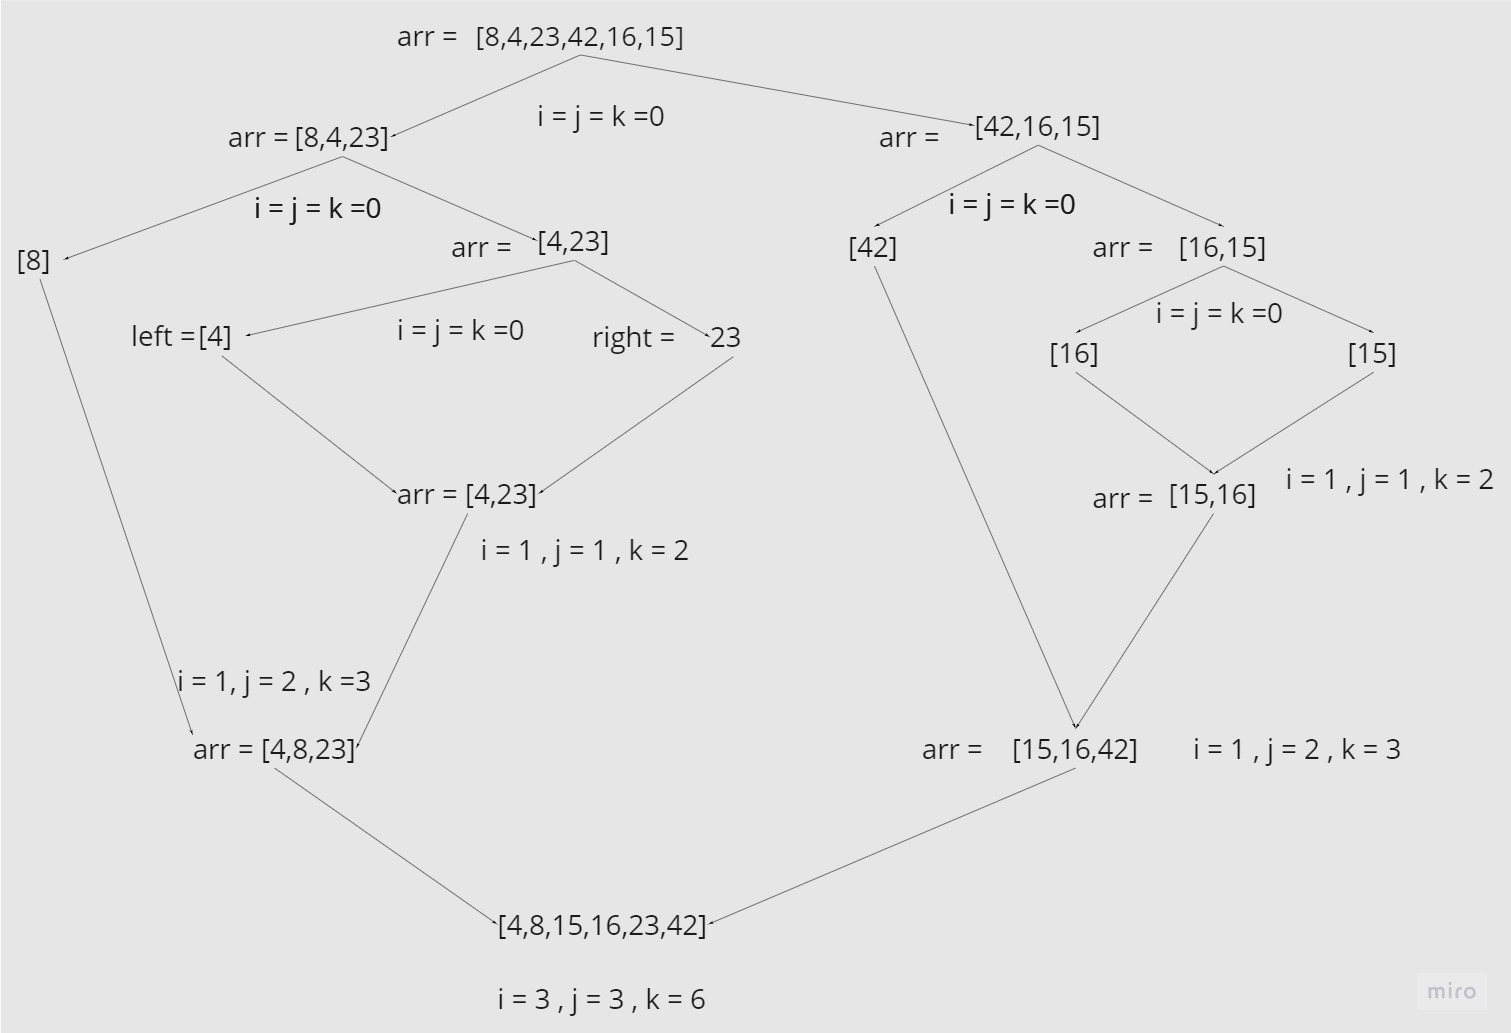 arr = [8,4,23,42,16,15]
i = j = k =0
arr = [8,4,23]
arr = [42,16,15]
i = j = k =0
i = j = k =0
[8]
arr = [4,23]
[42]
arr = [16,15]
left =[4]
i = j = k =0
right = 23
i = j = k =0
[16]
[15]
arr = [4,23]
arr = [15,16]
i = 1 , j = 1 , k = 2
i = 1 , j = 1 , k = 2
i = 1, j = 2 , k =3
arr = [4,8,23]
arr = [15,16,42]
i = 1 , j = 2 , k = 3
[4,8,15,16,23,42]
i = 3 , j = 3 , k = 6
miro